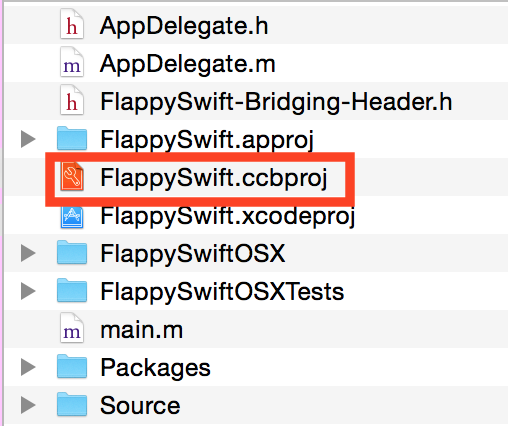 AppDelegate.h
AppDelegate.m
FlappySwift-Bridging-Header.h
FlappySwift.approj
FlappySwift.ccbproj
FlappySwift.xcodeproj
FlappySwiftOSX
FlappySwiftOSXTests
main.m
Packages
Source